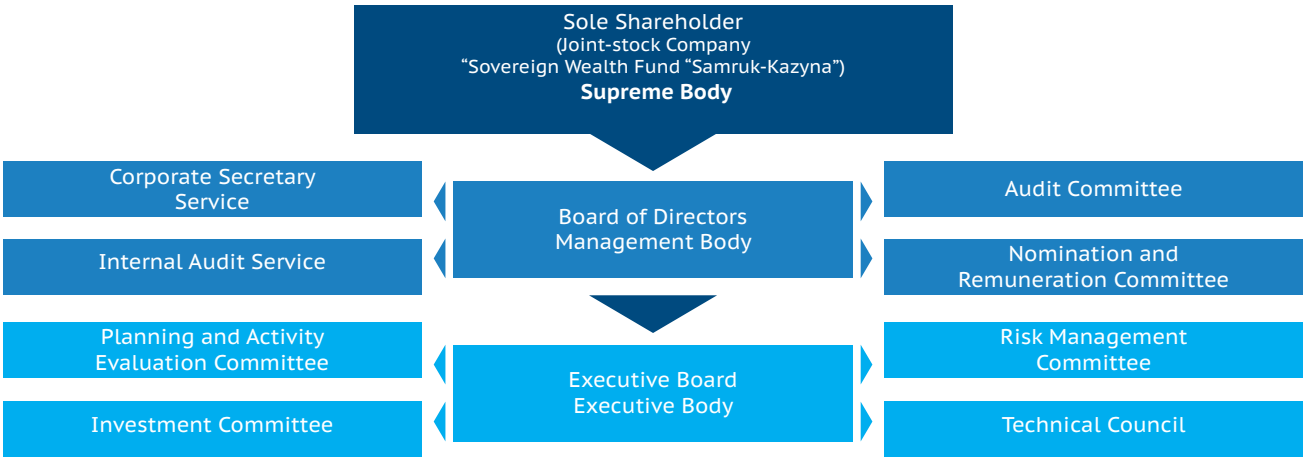 Sole Shareholder
(Joint-stock Company
“Sovereign Wealth Fund “Samruk-Kazyna”)
Supreme Body
Corporate Secretary
Service
Internal Audit Service
Board of Directors
Management Body
Audit Committee
Nomination and
Remuneration Committee
Planning and Activity
Evaluation Committee
Investment Committee
Executive Board
Executive Body
Risk Management
Committee
Technical Council